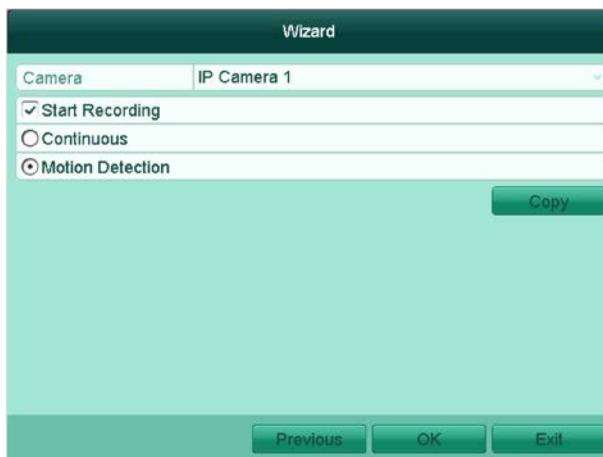 Wizard
Camera IP Camera 1
Start Recording
Continuous
Motion Detection
Copy
Previous OK Exit